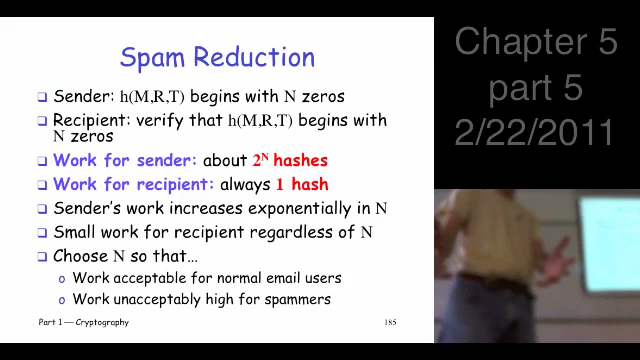 Spam Reduction
Sender: h(M,R,T) begins with N zeros
Recipient: verify that h(M,R,T) begins with
N zeros
Work for sender: about 2ᴺ hashes
Work for recipient: always 1 hash
Sender's work increases exponentially in N
Small work for recipient regardless of N
Choose N so that…
Work acceptable for normal email users
Work unacceptably high for spammers
Part 1 — Cryptography
185
Chapter 5
part 5
2/22/2011